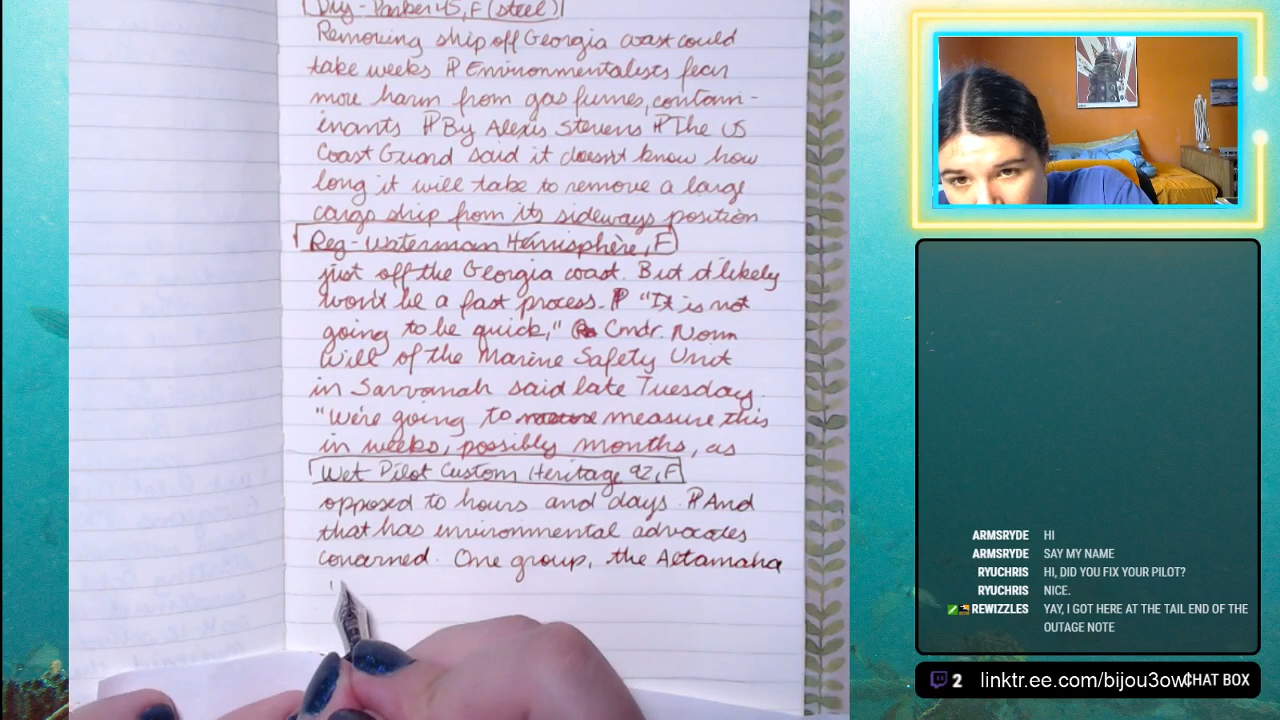 Dry-Parker 45, F (steel)
Removing ship off Georgia coast could
take weeks ¶ Environmentalists fear
more harm from gas fumes, contam-
inants ¶ By Alexis Stevens ¶ The US
Coast Guard said it doesn't know how
long it will take to remove a large
cargo ship from its sideways position
Reg-Waterman Hémisphère, F
just off the Georgia coast. But it likely
won't be a fast process. ¶ "It is not
going to be quick," Cmdr. Norm
Will of the Marine Safety Unit
in Savvanah said late Tuesday.
"We're going to measure this
in weeks, possibly months, as
Wet Pilot Custom Heritage 92, F
opposed to hours and days. ¶ And
that has environmental advocates
concerned. One group, the Altamaha
ARMSRYDE HI
ARMSRYDE SAY MY NAME
RYUCHRIS HI, DID YOU FIX YOUR PILOT?
RYUCHRIS NICE.
REWIZZLES YAY, I GOT HERE AT THE TAIL END OF THE
OUTAGE NOTE
2 linktr.ee.com/bijou3owl CHAT BOX